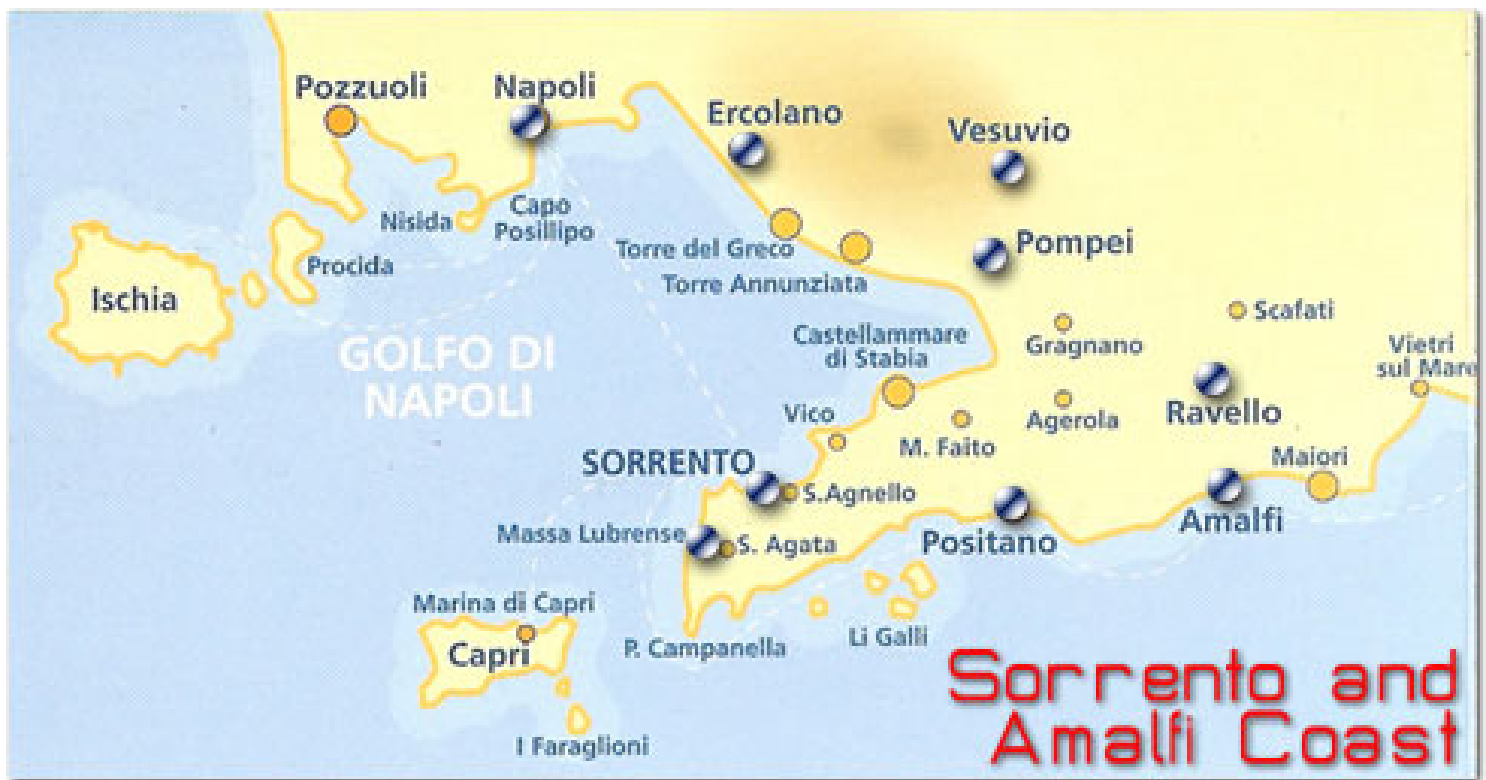 Pozzuoli
Napoli
Ercolano
Vesuvio
Nisida
Capo
Posillipo
Torre del Greco
Pompei
Procida
Ischia
Torre Annunziata
GOLFO DI
NAPOLI
Castellammare
di Stabia
Gragnano
Scafati
Vietri
sul Mare
Vico
M. Faito
Agerola
Ravello
SORRENTO
S.Agnello
Maiori
Massa Lubrense
S. Agata
Positano
Amalfi
Marina di Capri
Capri
P. Campanella
Li Galli
I Faraglioni
Sorrento and
Amalfi Coast